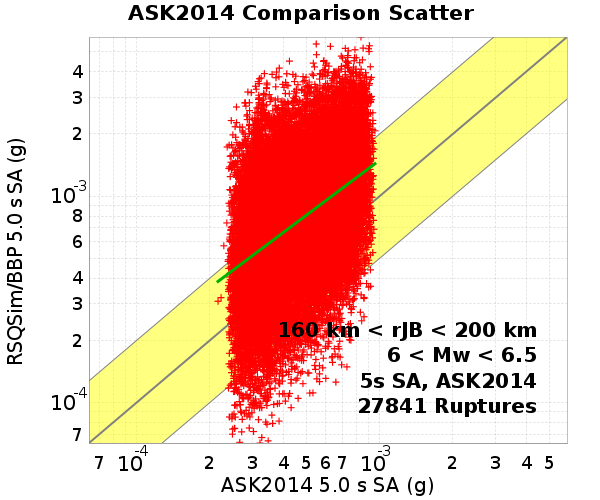 ASK2014 Comparison Scatter
RSQSim/BBP 5.0 s SA (g)
4
3
2
10-3
8
6
4
3
2
10-4
7
160 km < rJB < 200 km
6 < Mw < 6.5
5s SA, ASK2014
27841 Ruptures
7 10-4 2 3 4 5 6 7 10-3 2 3 4 5
ASK2014 5.0 s SA (g)